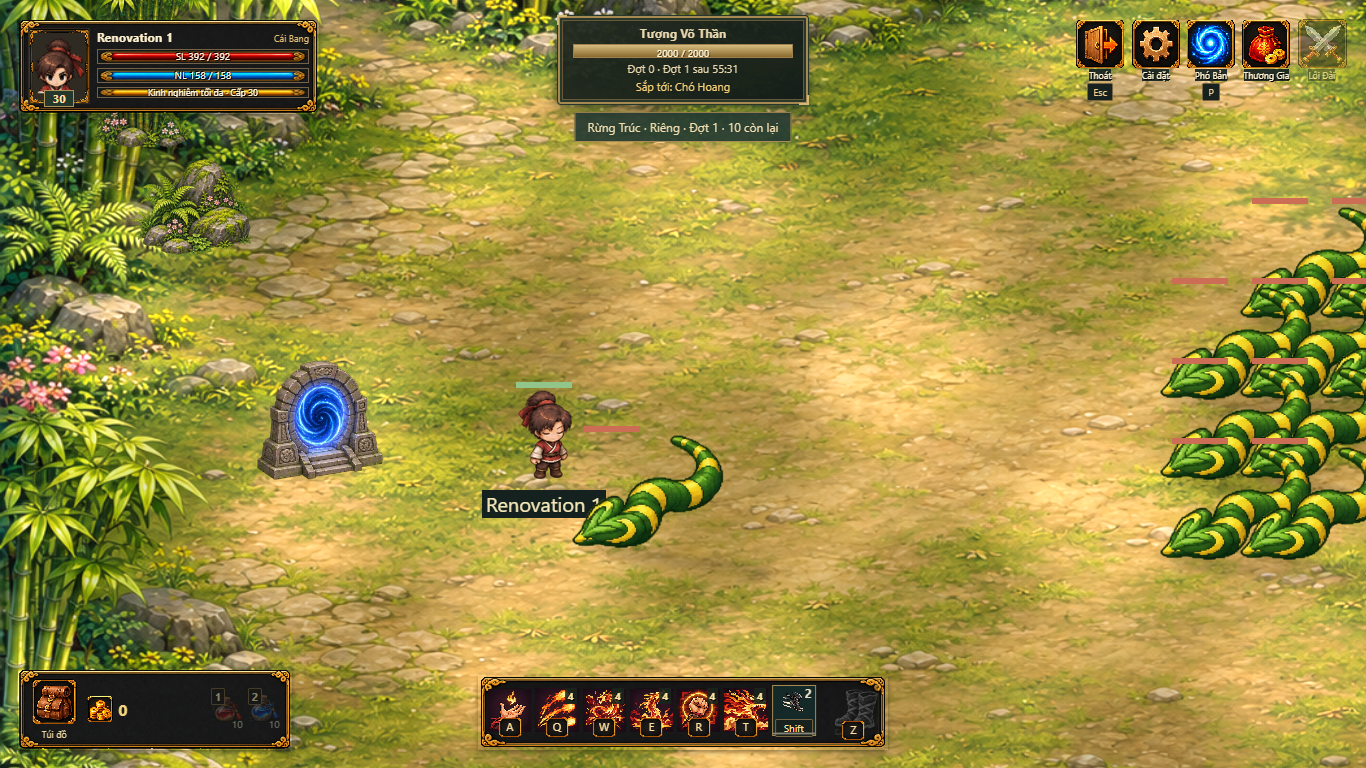 Renovation 1
Cái Bang
SL 392 / 392
NL 158 / 158
Kinh nghiệm tối đa · Cấp 30
30
Tượng Võ Thần
2000 / 2000
Đợt 0 · Đợt 1 sau 55:31
Sắp tới: Chó Hoang
Rừng Trúc · Riêng · Đợt 1 · 10 còn lại
Thoát
Cài đặt
Phó Bản
Thương Gia
Lôi Đài
Esc
P
Renovation 1
Túi đồ
0
1
10
2
10
A
4
Q
4
W
4
E
4
R
4
T
2
Shift
Z